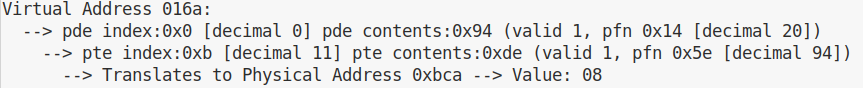 Virtual Address 016a:
--> pde index:0x0 [decimal 0] pde contents:0x94 (valid 1, pfn 0x14 [decimal 20])
--> pte index:0xb [decimal 11] pte contents:0xde (valid 1, pfn 0x5e [decimal 94])
--> Translates to Physical Address 0xbca --> Value: 08